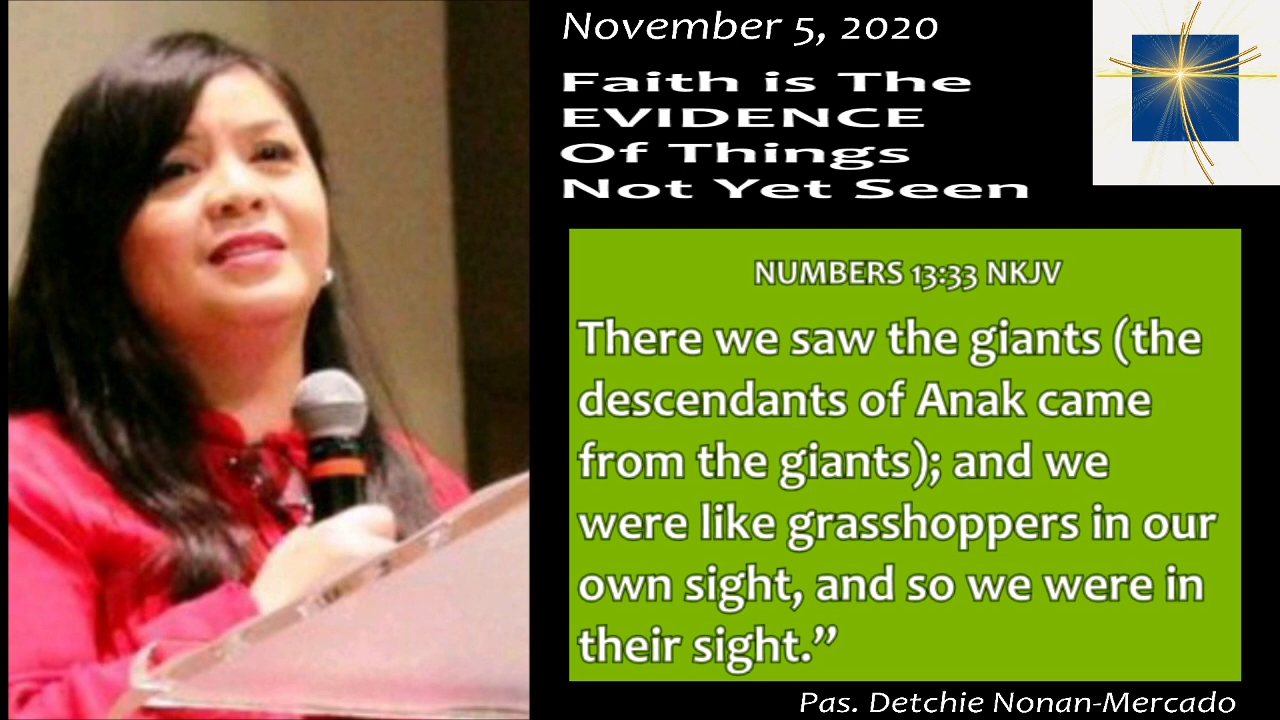 November 5, 2020
Faith is The
EVIDENCE
Of Things
Not Yet Seen
NUMBERS 13:33 NKJV
There we saw the giants (the
descendants of Anak came
from the giants); and we
were like grasshoppers in our
own sight, and so we were in
their sight.”
Pas. Detchie Nonan-Mercado